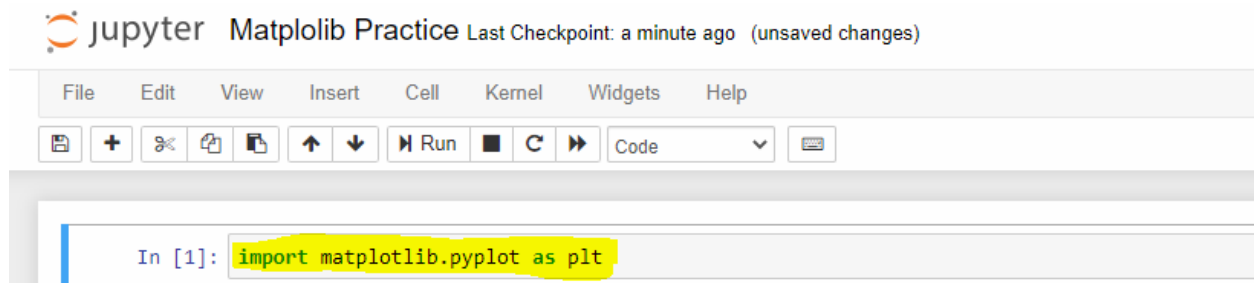 jupyter Matplolib Practice Last Checkpoint: a minute ago (unsaved changes)
File Edit View Insert Cell Kernel Widgets Help
Run Code
In [1]: import matplotlib.pyplot as plt